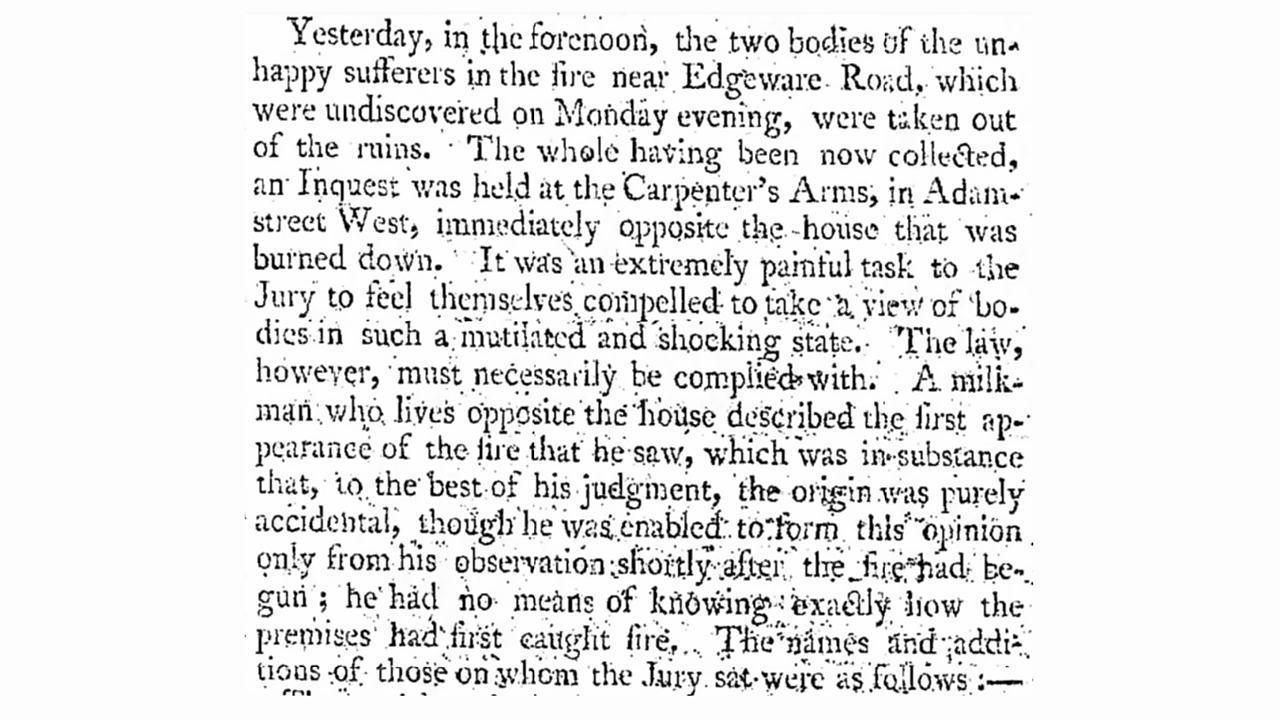 Yesterday, in the forenoon, the two bodies of the un-
happy sufferers in the fire near Edgeware Road, which
were undiscovered on Monday evening, were taken out
of the ruins. The whole having been now collected,
an Inquest was held at the Carpenter's Arms, in Adam-
street West, immediately opposite the house that was
burned down. It was an extremely painful task to the
Jury to feel themselves compelled to take a view of bo-
dies in such a mutilated and shocking state. The law,
however, must necessarily be complied with. A milk-
man who lives opposite the house described the first ap-
pearance of the fire that he saw, which was in substance
that, to the best of his judgment, the origin was purely
accidental, though he was enabled to form this opinion
only from his observation shortly after the fire had be-
gun; he had no means of knowing exactly how the
premises had first caught fire. The names and addi-
tions of those on whom the Jury sat were as follows:—